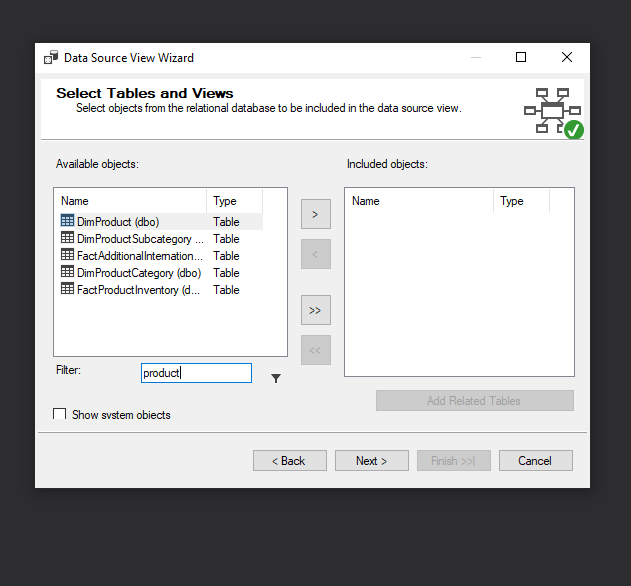 Data Source View Wizard
Select Tables and Views
Select objects from the relational database to be included in the data source view.
Available objects:
Name Type
DimProduct (dbo) Table
DimProductSubcategory ... Table
FactAdditionalInternation... Table
DimProductCategory (dbo) Table
FactProductInventory (d... Table
Filter: product
Show system objects
>
<
>>
<<
Included objects:
Name Type
Add Related Tables
< Back Next > Finish >>| Cancel